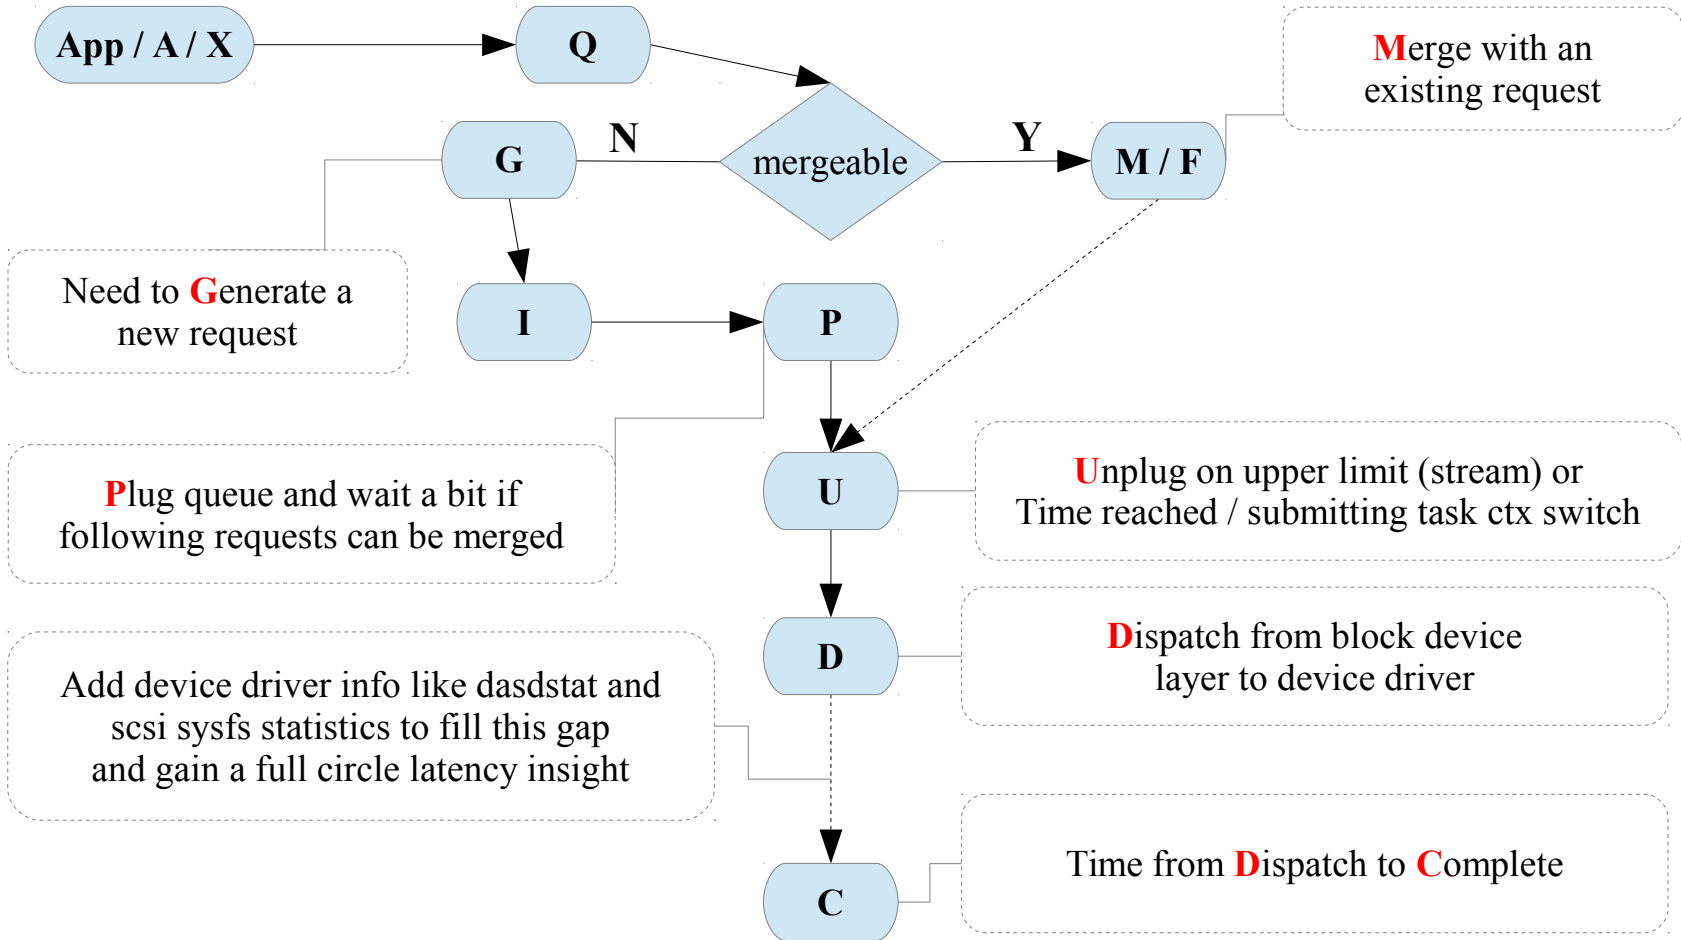 App / A / X
Q
Merge with an
existing request
G
N
mergeable
Y
M / F
Need to Generate a
new request
I
P
Plug queue and wait a bit if
following requests can be merged
U
Unplug on upper limit (stream) or
Time reached / submitting task ctx switch
Add device driver info like dasdstat and
scsi sysfs statistics to fill this gap
and gain a full circle latency insight
D
Dispatch from block device
layer to device driver
C
Time from Dispatch to Complete